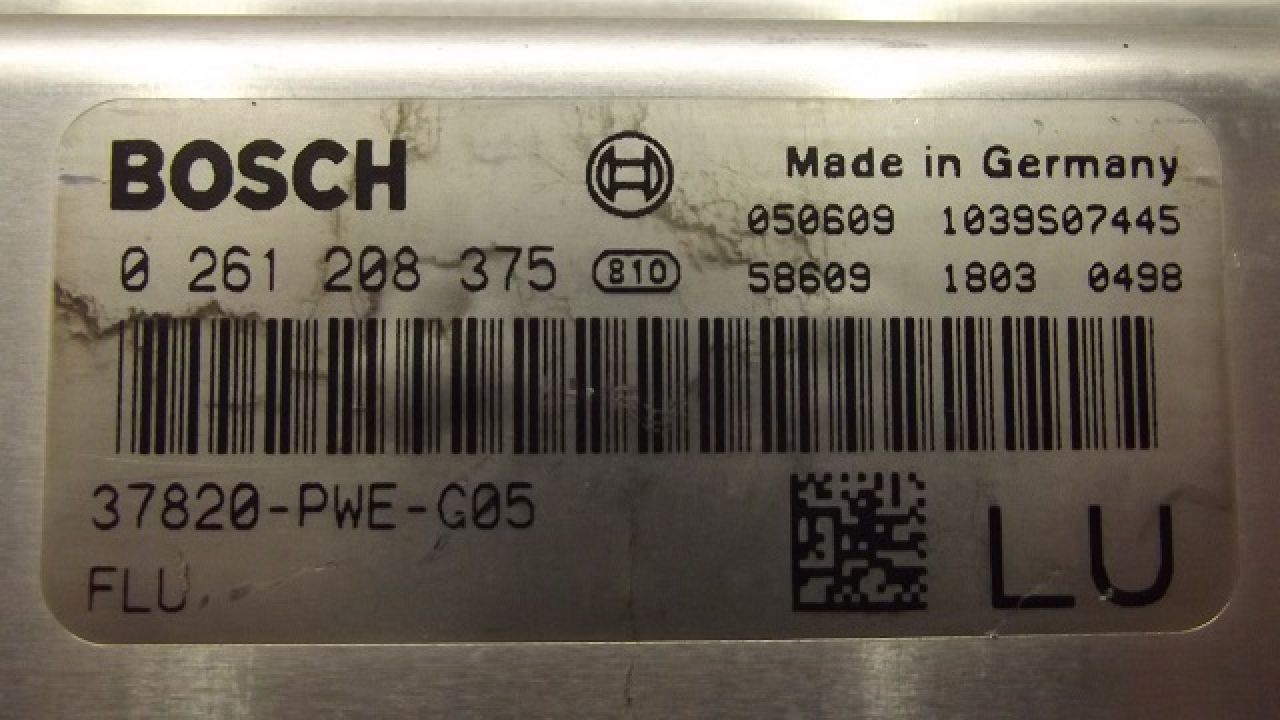 BOSCH
Made in Germany
0 261 208 375 810
050609 1039S07445
58609 1803 0498
37820-PWE-G05
FLU
LU